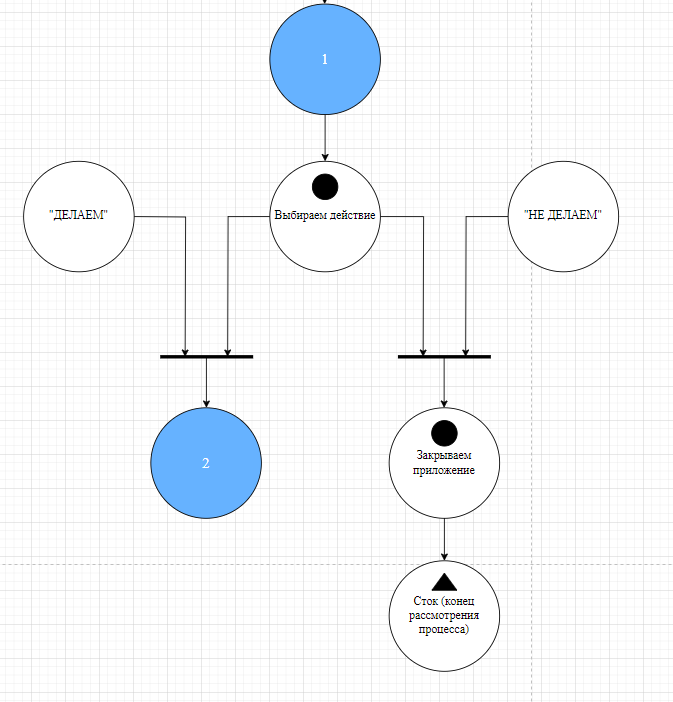 1
"ДЕЛАЕМ"
Выбираем действие
"НЕ ДЕЛАЕМ"
2
Закрываем
приложение
Сток (конец
рассмотрения
процесса)